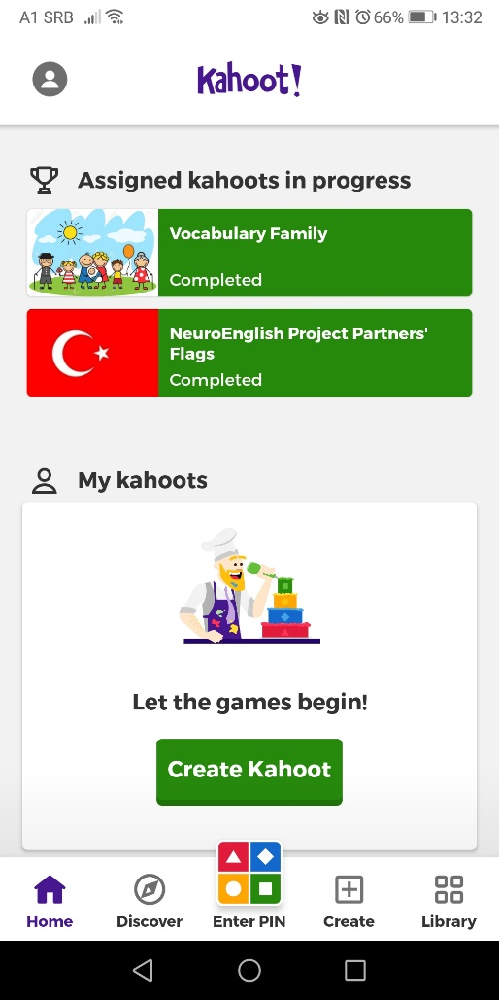 A1 SRB 66% 13:32
Kahoot!
Assigned kahoots in progress
Vocabulary Family
Completed
NeuroEnglish Project Partners'
Flags
Completed
My kahoots
Let the games begin!
Create Kahoot
Home Discover Enter PIN Create Library